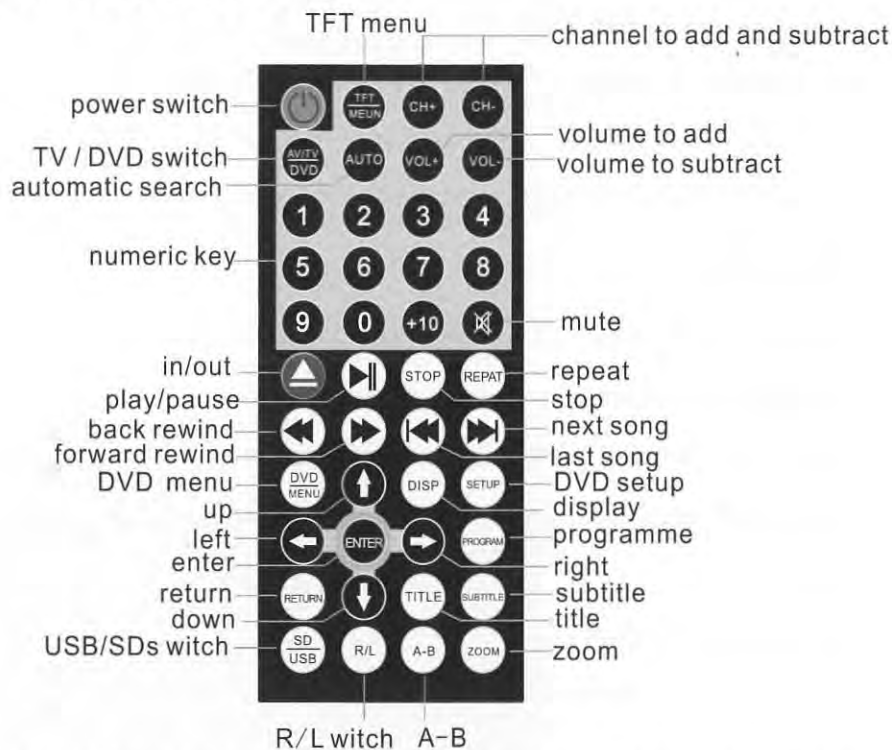 TFT menu
channel to add and subtract
power switch
TFT
MEUN
CH+
CH-
volume to add
TV / DVD switch
AV/TV
DVD
AUTO
VOL+
VOL-
volume to subtract
automatic search
1
2
3
4
numeric key
5
6
7
8
9
0
+10
mute
in/out
STOP
REPAT
repeat
play/pause
stop
back rewind
next song
forward rewind
last song
DVD menu
DVD
MENU
DISP
SETUP
DVD setup
up
display
left
ENTER
PROGRAM
programme
enter
right
return
RETURN
TITLE
SUBTITLE
subtitle
down
title
USB/SDs witch
SD
USB
R/L
A-B
ZOOM
zoom
R/L witch
A-B